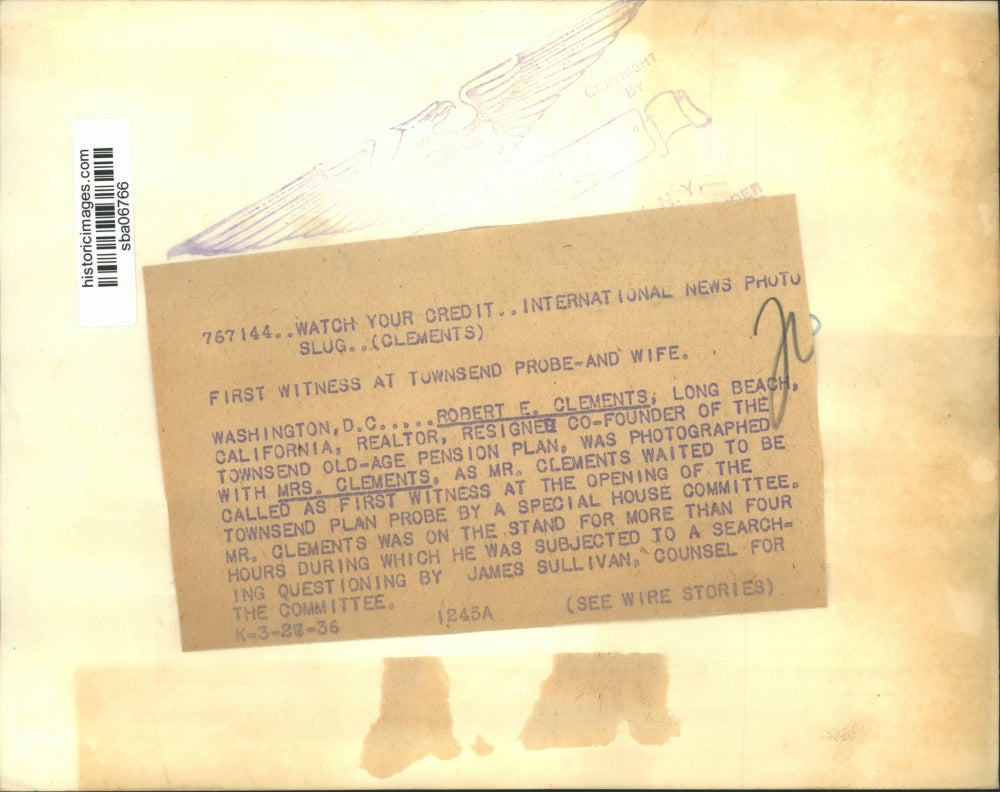 COPYRIGHT
BY
N.Y.
historicimages.com
sba06766
767144..WATCH YOUR CREDIT..INTERNATIONAL NEWS PHOTO
SLUG..(CLEMENTS)
FIRST WITNESS AT TOWNSEND PROBE-AND WIFE.
WASHINGTON, D.C.....ROBERT E. CLEMENTS, LONG BEACH,
CALIFORNIA, REALTOR, RESIGNED CO-FOUNDER OF THE
TOWNSEND OLD-AGE PENSION PLAN, WAS PHOTOGRAPHED
WITH MRS. CLEMENTS, AS MR. CLEMENTS WAITED TO BE
CALLED AS FIRST WITNESS AT THE OPENING OF THE
TOWNSEND PLAN PROBE BY A SPECIAL HOUSE COMMITTEE.
MR. CLEMENTS WAS ON THE STAND FOR MORE THAN FOUR
HOURS DURING WHICH HE WAS SUBJECTED TO A SEARCH-
ING QUESTIONING BY JAMES SULLIVAN, COUNSEL FOR
THE COMMITTEE.
K-3-28-36 1245A (SEE WIRE STORIES)